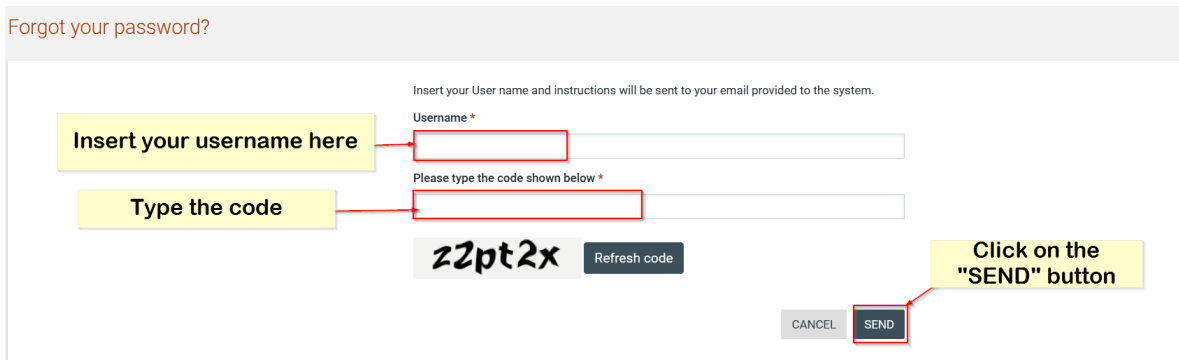 Forgot your password?
Insert your User name and instructions will be sent to your email provided to the system.
Username *
Insert your username here
Please type the code shown below *
Type the code
z2pt2x
Refresh code
Click on the
"SEND" button
CANCEL
SEND